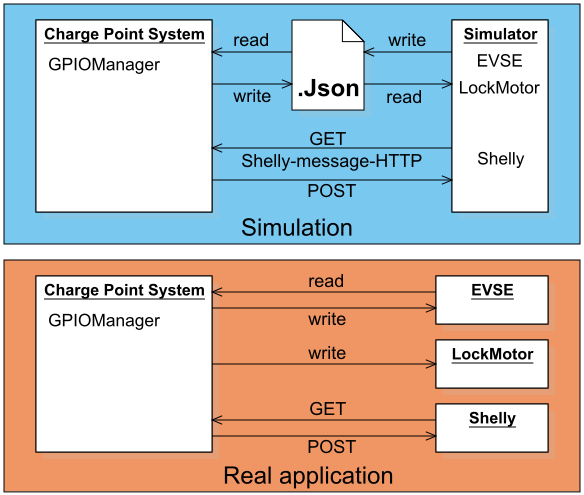 Charge Point System
GPIOManager
read
write
.Json
write
read
Simulator
EVSE
LockMotor
Shelly
GET
Shelly-message-HTTP
POST
Simulation
Charge Point System
GPIOManager
read
write
EVSE
write
LockMotor
GET
POST
Shelly
Real application